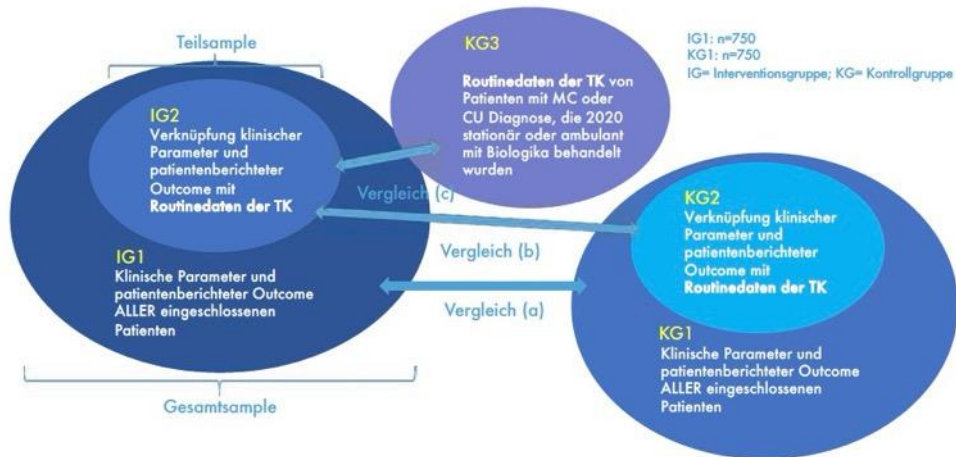 Teilsample
KG3
Routinedaten der TK von
Patienten mit MC oder
CU Diagnose, die 2020
stationär oder ambulant
mit Biologika behandelt
wurden
IG1: n=750
KG1: n=750
IG= Interventionsgruppe; KG= Kontrollgruppe
IG2
Verknüpfung klinischer
Parameter und
patientenberichteter
Outcome mit
Routinedaten der TK
Vergleich (c)
KG2
Verknüpfung klinischer
Parameter und
patientenberichteter
Outcome mit
Routinedaten der TK
Vergleich (b)
IG1
Klinische Parameter und
patientenberichteter Outcome
ALLER eingeschlossenen
Patienten
Vergleich (a)
KG1
Klinische Parameter und
patientenberichteter Outcome
ALLER eingeschlossenen
Patienten
Gesamtsample